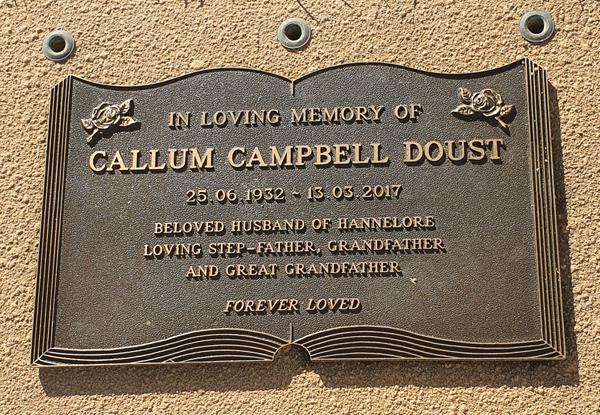 IN LOVING MEMORY OF
CALLUM CAMPBELL DOUST
25.06.1932 ~ 13.03.2017
BELOVED HUSBAND OF HANNELORE
LOVING STEP-FATHER, GRANDFATHER
AND GREAT GRANDFATHER
FOREVER LOVED